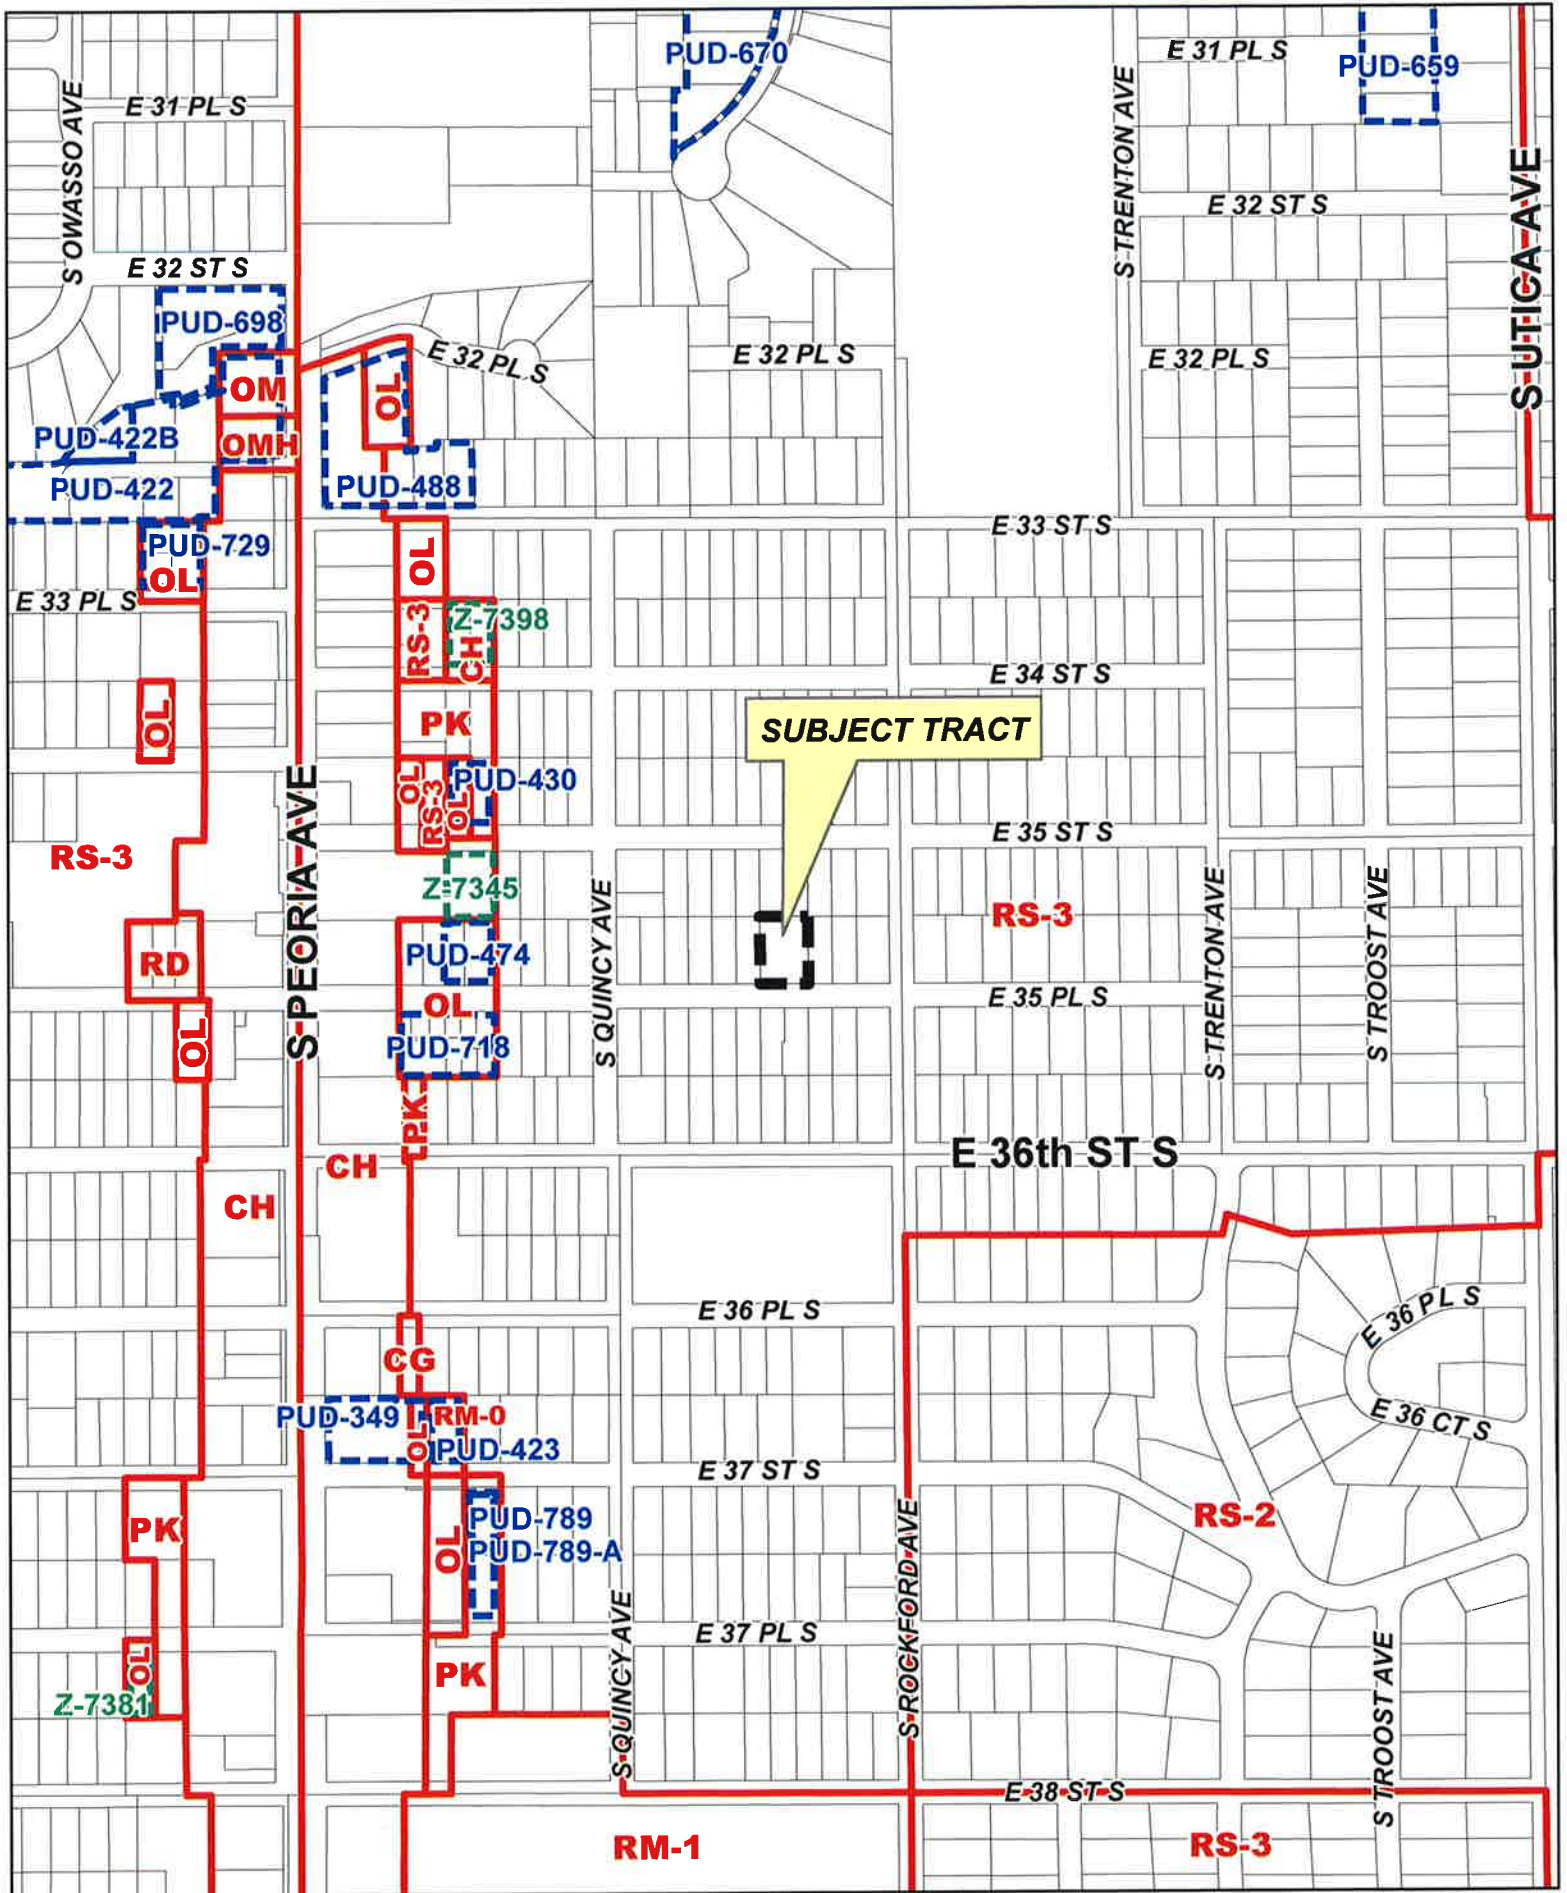 PUD-670
E 31 PL S
PUD-659
E 31 PL S
S OWASSO AVE
S TRENTON AVE
S UTICA AVE
E 32 ST S
E 32 ST S
PUD-698
E 32 PL S
E 32 PL S
E 32 PL S
OM
OL
PUD-422B
OMH
PUD-422
PUD-488
E 33 ST S
PUD-729
OL
OL
E 33 PL S
RS-3
Z-7398
CH
E 34 ST S
OL
PK
SUBJECT TRACT
S PEORIA AVE
OL
RS-3
OL
PUD-430
E 35 ST S
RS-3
Z-7345
S QUINCY AVE
RS-3
S TRENTON AVE
S TROOST AVE
RD
PUD-474
OL
E 35 PL S
OL
PUD-718
PK
E 36th ST S
CH
CH
E 36 PL S
E 36 PL S
CG
E 36 CT S
PUD-349
OL
RM-0
PUD-423
E 37 ST S
PK
OL
PUD-789
PUD-789-A
RS-2
S ROCKFORD AVE
S QUINCY AVE
E 37 PL S
OL
Z-7381
PK
S TROOST AVE
E 38 ST S
RM-1
RS-3